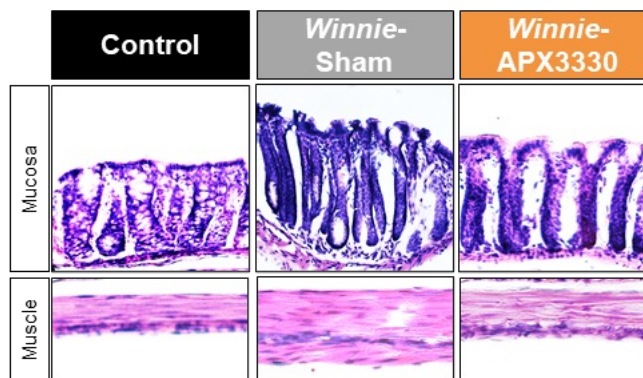 Control
Winnie-
Sham
Winnie-
APX3330
Mucosa
Muscle